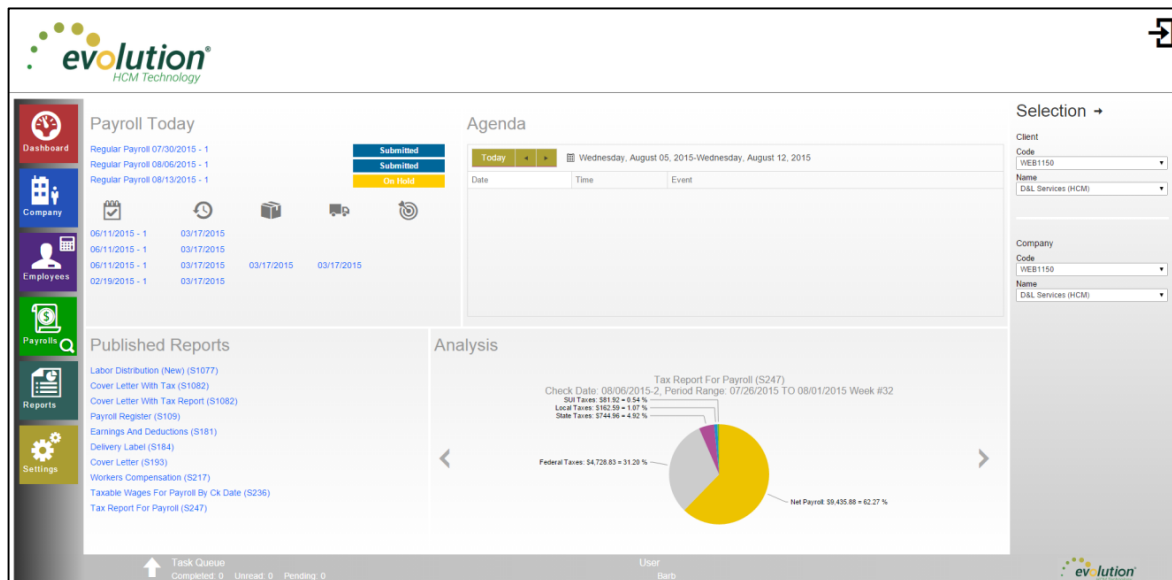 evolution®
HCM Technology
Dashboard
Company
Employees
Payrolls
Reports
Settings
Payroll Today
Regular Payroll 07/30/2015 - 1 Submitted
Regular Payroll 08/06/2015 - 1 Submitted
Regular Payroll 08/13/2015 - 1 On Hold
06/11/2015 - 1 03/17/2015
06/11/2015 - 1 03/17/2015
06/11/2015 - 1 03/17/2015 03/17/2015 03/17/2015
02/19/2015 - 1 03/17/2015
Agenda
Today Wednesday, August 05, 2015-Wednesday, August 12, 2015
Date Time Event
Published Reports
Labor Distribution (New) (S1077)
Cover Letter With Tax (S1082)
Cover Letter With Tax Report (S1082)
Payroll Register (S109)
Earnings And Deductions (S181)
Delivery Label (S184)
Cover Letter (S193)
Workers Compensation (S217)
Taxable Wages For Payroll By Ck Date (S236)
Tax Report For Payroll (S247)
Analysis
Tax Report For Payroll (S247)
Check Date: 08/06/2015-2, Period Range: 07/26/2015 TO 08/01/2015 Week #32
SUI Taxes: $81.92 = 0.54 %
Local Taxes: $162.59 = 1.07 %
State Taxes: $744.96 = 4.92 %
Federal Taxes: $4,728.83 = 31.20 %
Net Payroll: $9,435.88 = 62.27 %
Selection
Client
Code
WEB1150
Name
D&L Services (HCM)
Company
Code
WEB1150
Name
D&L Services (HCM)
Task Queue
Completed: 0 Unread: 0 Pending: 0
User
Barb
evolution